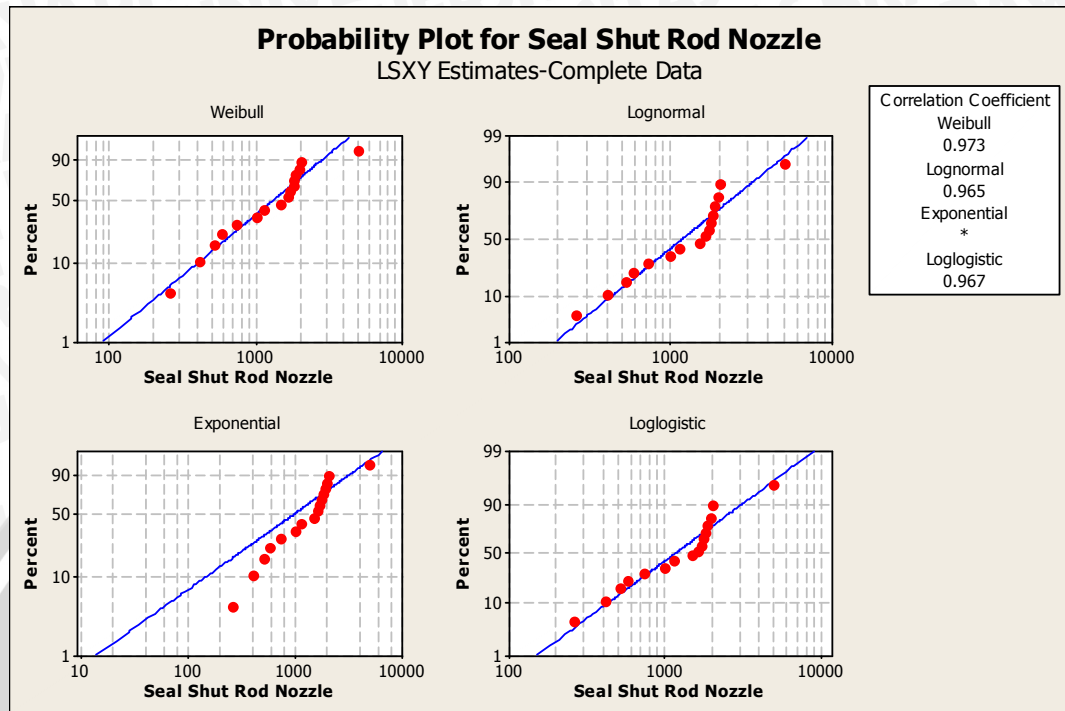 Probability Plot for Seal Shut Rod Nozzle
LSXY Estimates-Complete Data
Correlation Coefficient
Weibull
0.973
Lognormal
0.965
Exponential
*
Loglogistic
0.967
Weibull
Percent
90
50
10
1
100 1000 10000
Seal Shut Rod Nozzle
Lognormal
Percent
99
90
50
10
1
100 1000 10000
Seal Shut Rod Nozzle
Exponential
Percent
90
50
10
1
10 100 1000 10000
Seal Shut Rod Nozzle
Loglogistic
Percent
99
90
50
10
1
100 1000 10000
Seal Shut Rod Nozzle